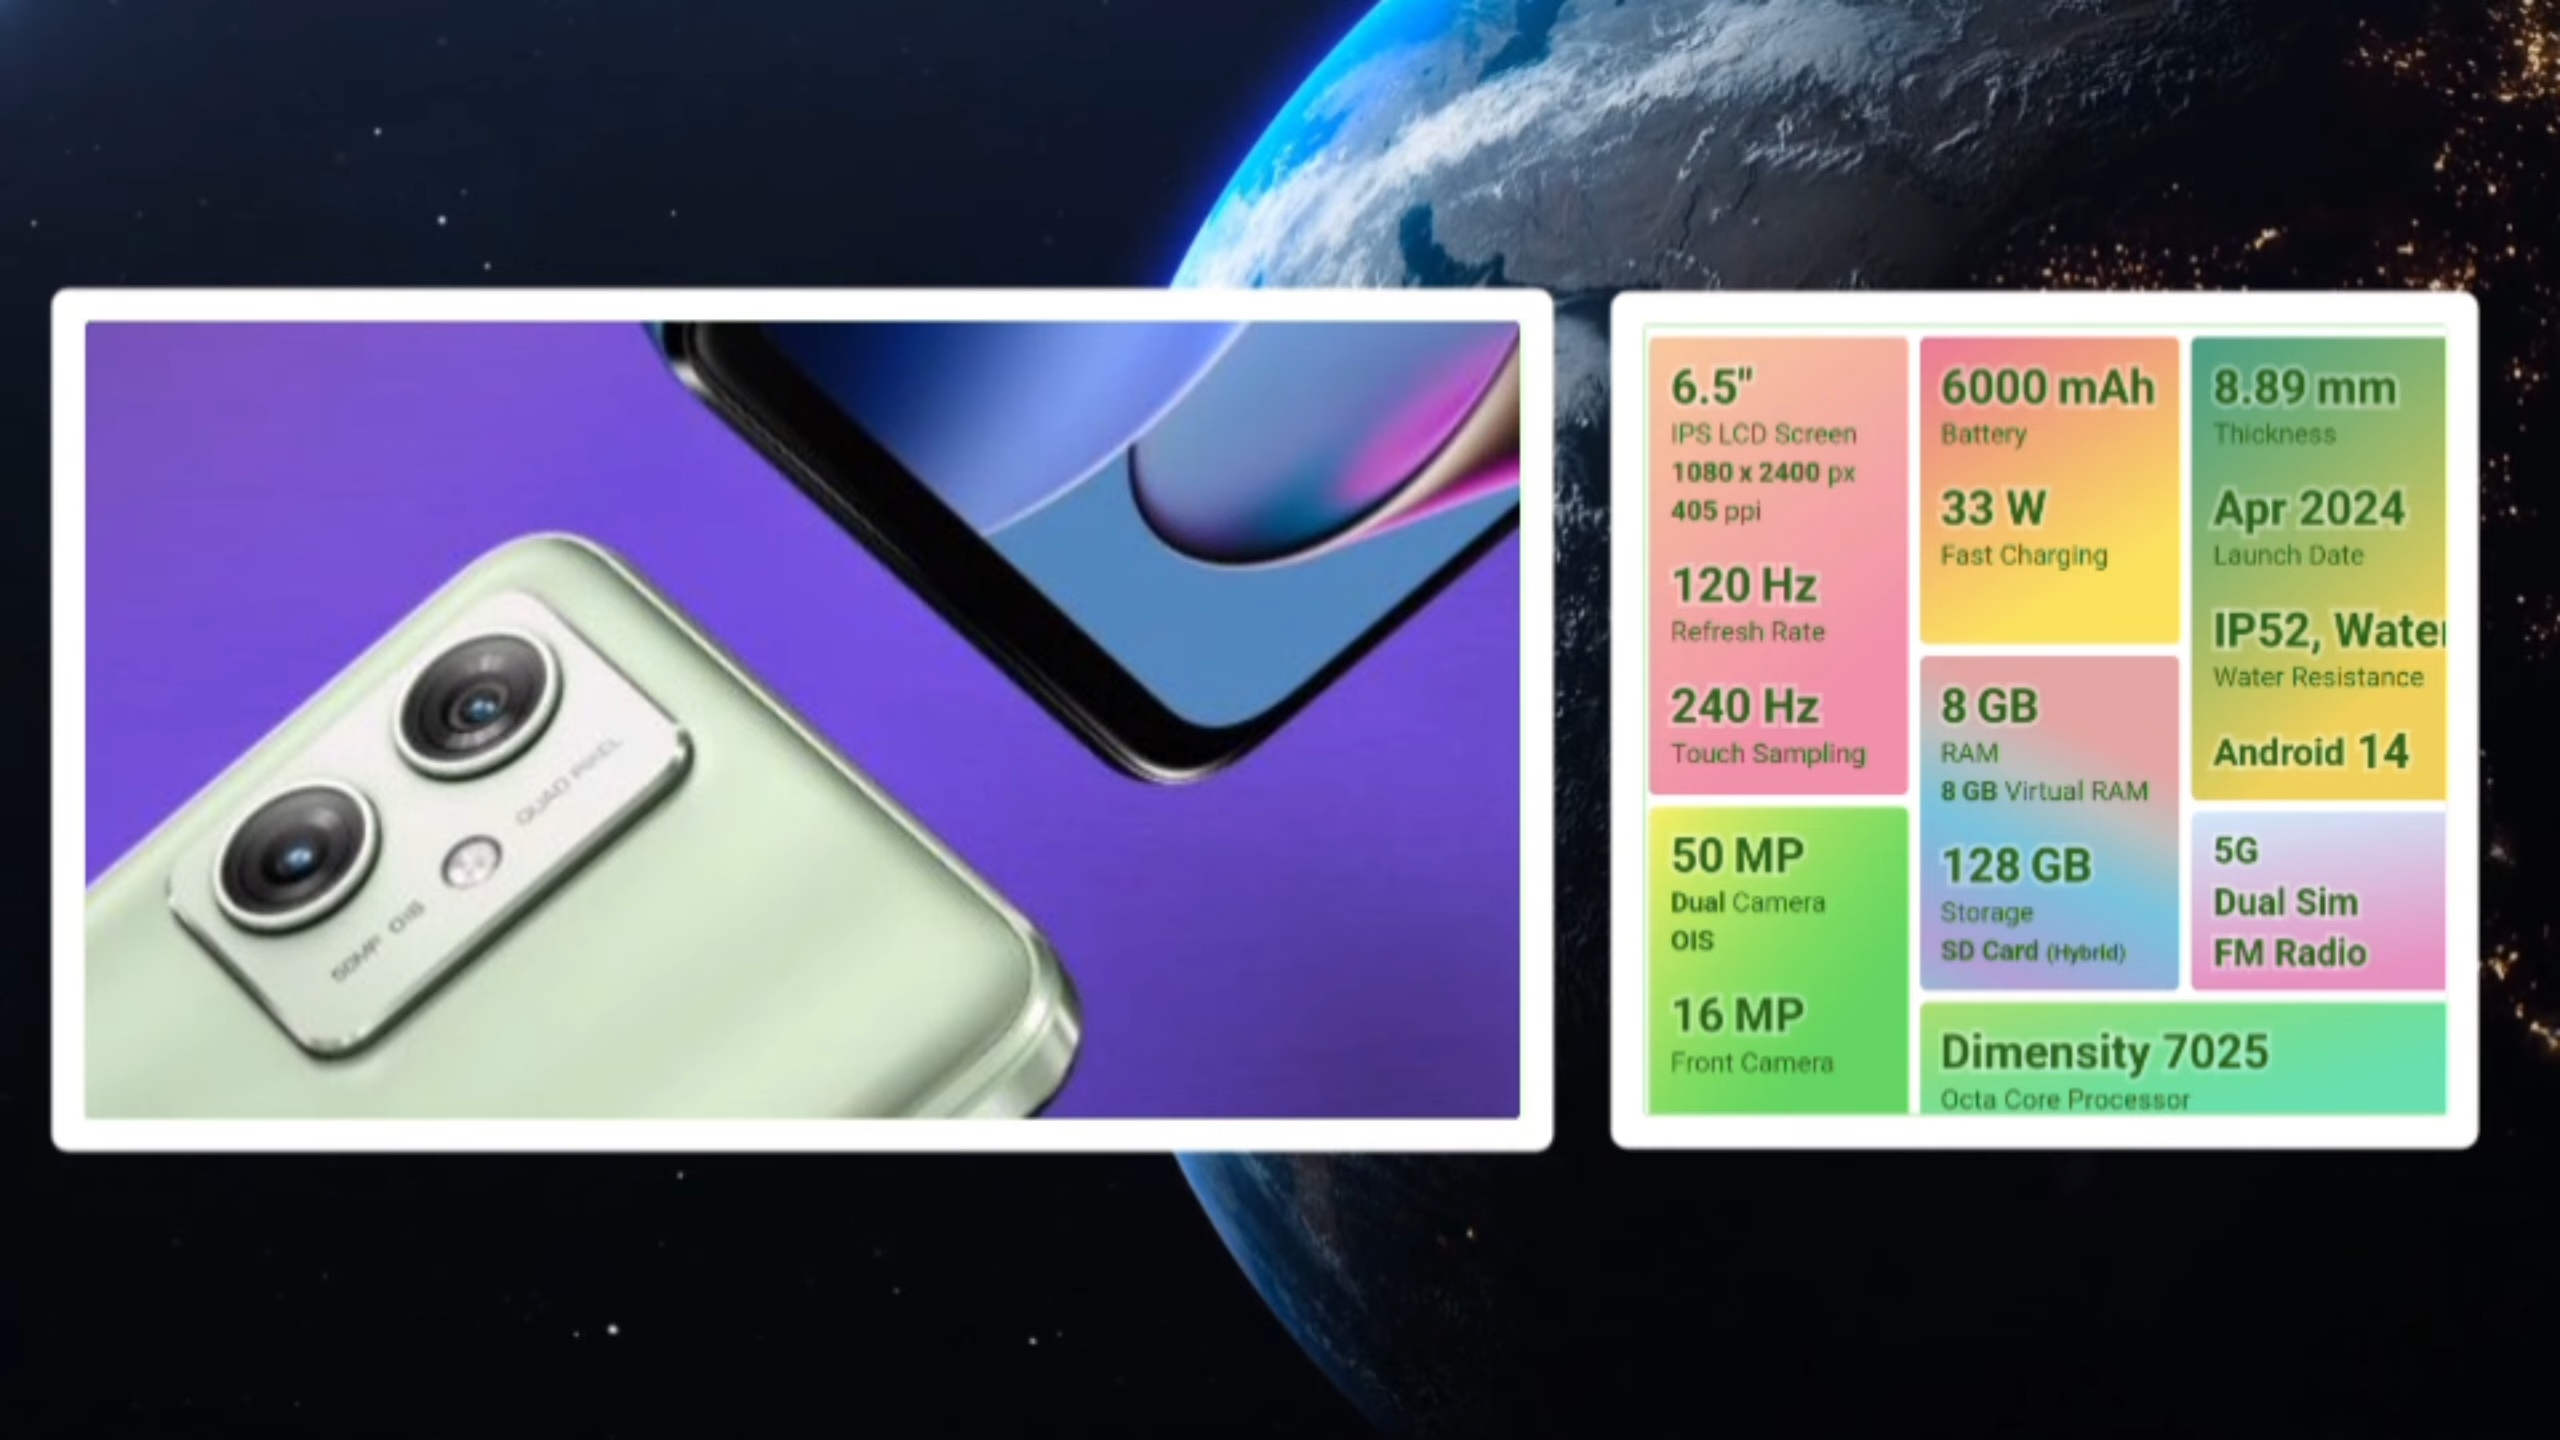 50MP OIS
QUAD PIXEL
6.5"
IPS LCD Screen
1080 x 2400 px
405 ppi
120 Hz
Refresh Rate
240 Hz
Touch Sampling
50 MP
Dual Camera
OIS
16 MP
Front Camera
6000 mAh
Battery
33 W
Fast Charging
8 GB
RAM
8 GB Virtual RAM
128 GB
Storage
SD Card (Hybrid)
8.89 mm
Thickness
Apr 2024
Launch Date
IP52, Water
Water Resistance
Android 14
5G
Dual Sim
FM Radio
Dimensity 7025
Octa Core Processor